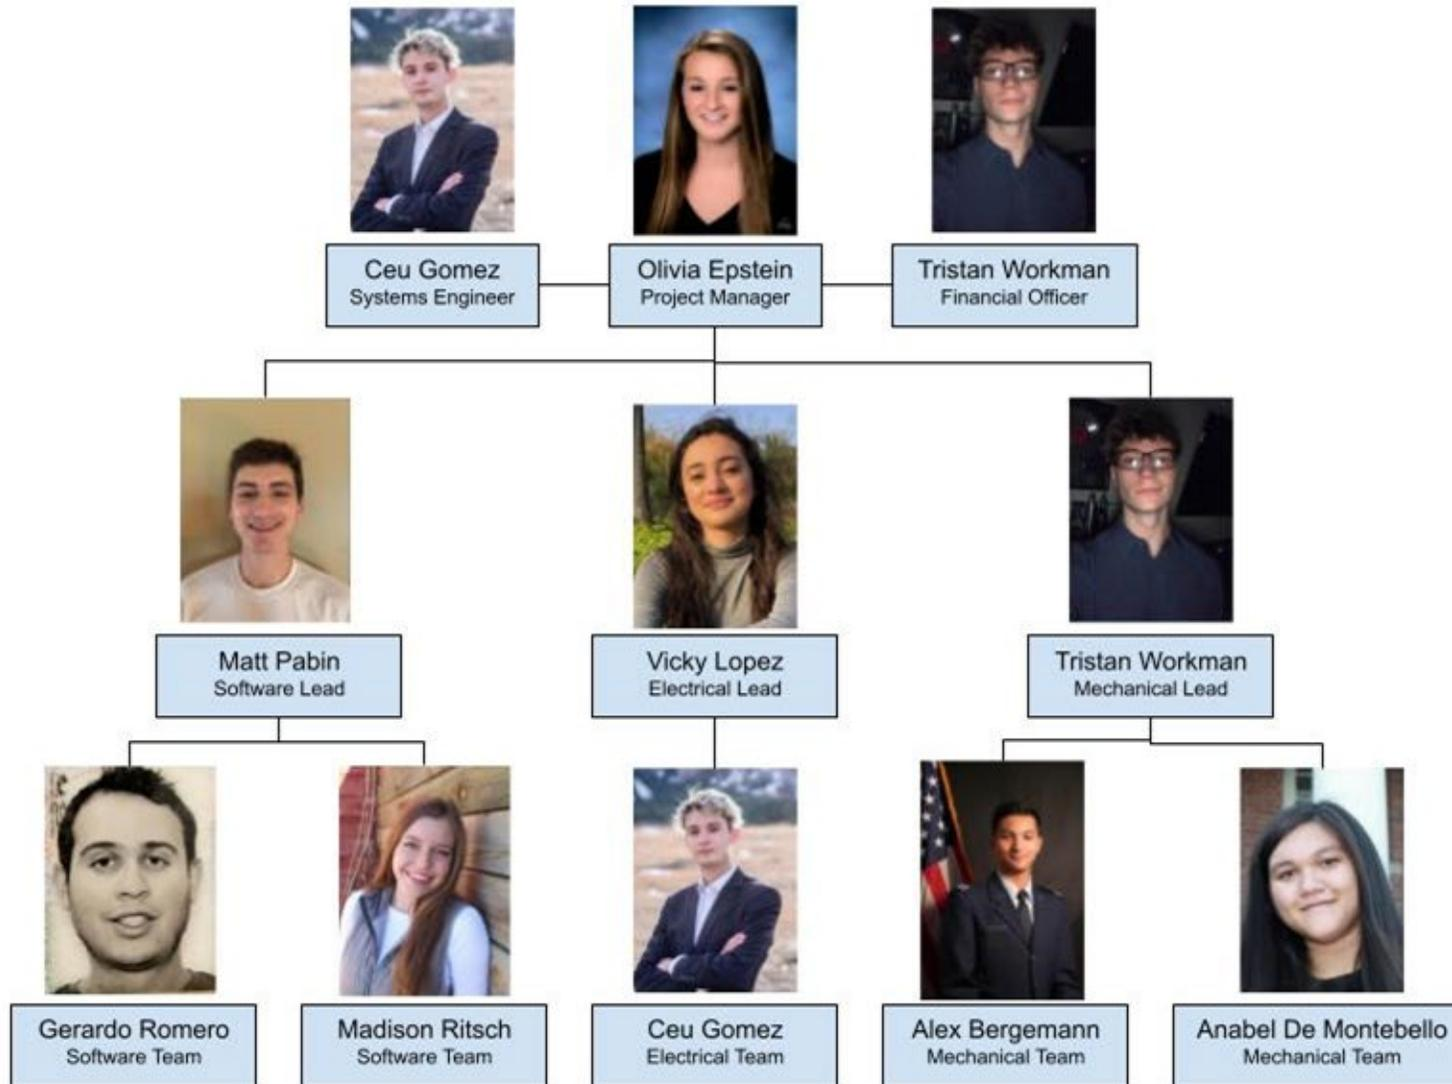 Ceu Gomez
Systems Engineer
Olivia Epstein
Project Manager
Tristan Workman
Financial Officer
Matt Pabin
Software Lead
Vicky Lopez
Electrical Lead
Tristan Workman
Mechanical Lead
Gerardo Romero
Software Team
Madison Ritsch
Software Team
Ceu Gomez
Electrical Team
Alex Bergemann
Mechanical Team
Anabel De Montebello
Mechanical Team